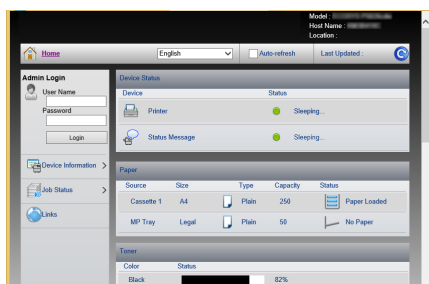 Model :
Host Name :
Location :
Home
English
Auto-refresh
Last Updated :
Admin Login
User Name
Password
Login
Device Information
Job Status
Links
Device Status
Device Status
Printer Sleeping...
Status Message Sleeping...
Paper
Source Size Type Capacity Status
Cassette 1 A4 Plain 250 Paper Loaded
MP Tray Legal Plain 50 No Paper
Toner
Color Status
Black 82%